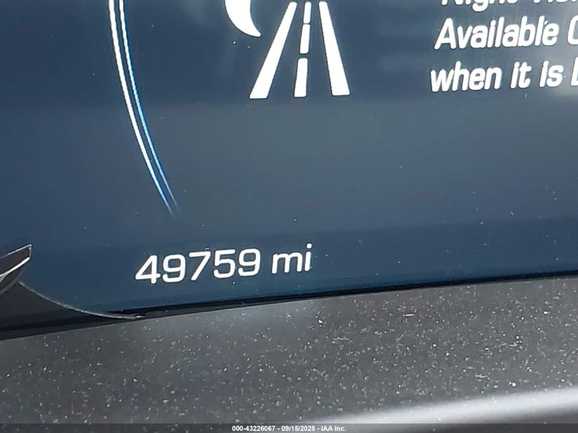 Available
when it is
49759 mi
000-43226067 - 09/15/2025 - IAA Inc.